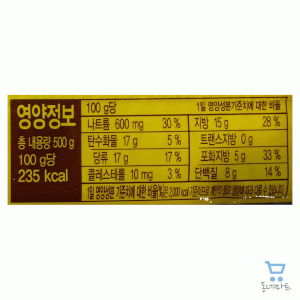 영양정보
총 내용량 500 g
100 g당
235 kcal
100 g당 1일 영양성분기준치에 대한 비율
나트륨 600 mg 30 % 지방 15 g 28 %
탄수화물 17 g 5 % 트랜스지방 0 g
당류 17 g 17 % 포화지방 5 g 33 %
콜레스테롤 10 mg 3 % 단백질 8 g 14 %
1일 영양성분 기준치에 대한 비율(%)은 2,000 kcal 기준이므로